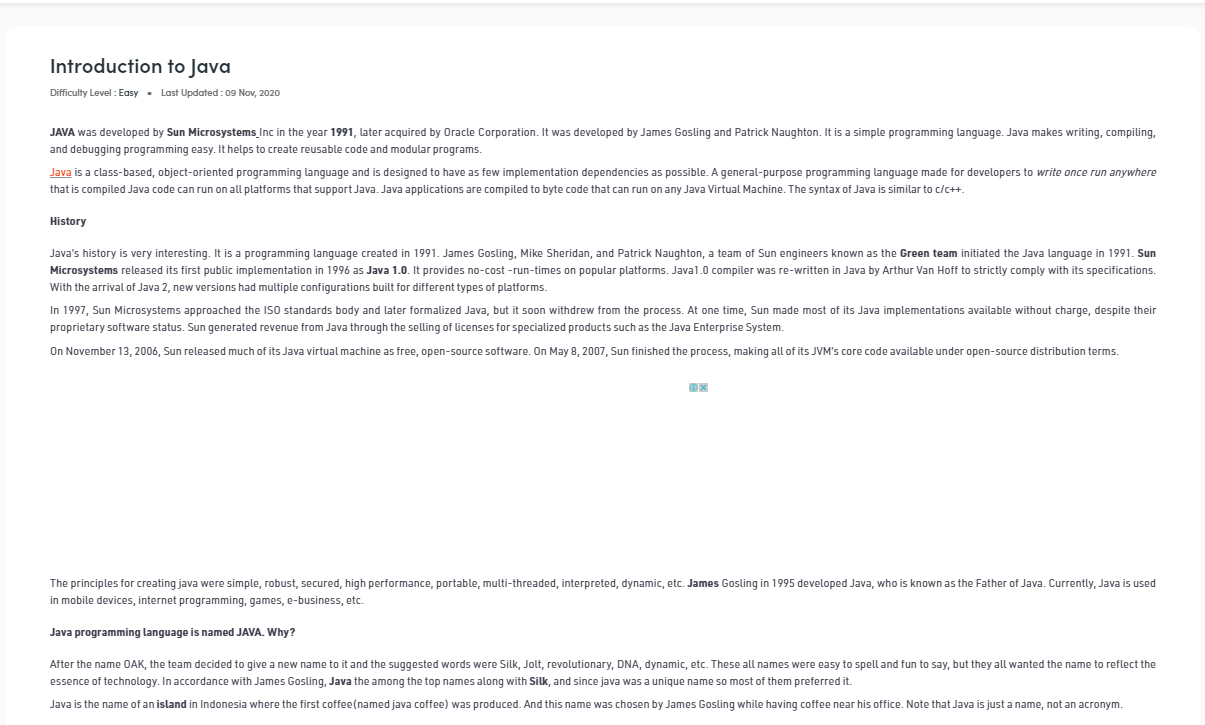 Introduction to Java
Difficulty Level : Easy • Last Updated : 09 Nov, 2020
JAVA was developed by Sun Microsystems Inc in the year 1991, later acquired by Oracle Corporation. It was developed by James Gosling and Patrick Naughton. It is a simple programming language. Java makes writing, compiling,
and debugging programming easy. It helps to create reusable code and modular programs.
Java is a class-based, object-oriented programming language and is designed to have as few implementation dependencies as possible. A general-purpose programming language made for developers to write once run anywhere
that is compiled Java code can run on all platforms that support Java. Java applications are compiled to byte code that can run on any Java Virtual Machine. The syntax of Java is similar to c/c++.
History
Java's history is very interesting. It is a programming language created in 1991. James Gosling, Mike Sheridan, and Patrick Naughton, a team of Sun engineers known as the Green team initiated the Java language in 1991. Sun
Microsystems released its first public implementation in 1996 as Java 1.0. It provides no-cost -run-times on popular platforms. Java1.0 compiler was re-written in Java by Arthur Van Hoff to strictly comply with its specifications.
With the arrival of Java 2, new versions had multiple configurations built for different types of platforms.
In 1997, Sun Microsystems approached the ISO standards body and later formalized Java, but it soon withdrew from the process. At one time, Sun made most of its Java implementations available without charge, despite their
proprietary software status. Sun generated revenue from Java through the selling of licenses for specialized products such as the Java Enterprise System.
On November 13, 2006, Sun released much of its Java virtual machine as free, open-source software. On May 8, 2007, Sun finished the process, making all of its JVM's core code available under open-source distribution terms.
The principles for creating java were simple, robust, secured, high performance, portable, multi-threaded, interpreted, dynamic, etc. James Gosling in 1995 developed Java, who is known as the Father of Java. Currently, Java is used
in mobile devices, internet programming, games, e-business, etc.
Java programming language is named JAVA. Why?
After the name OAK, the team decided to give a new name to it and the suggested words were Silk, Jolt, revolutionary, DNA, dynamic, etc. These all names were easy to spell and fun to say, but they all wanted the name to reflect the
essence of technology. In accordance with James Gosling, Java the among the top names along with Silk, and since java was a unique name so most of them preferred it.
Java is the name of an island in Indonesia where the first coffee(named java coffee) was produced. And this name was chosen by James Gosling while having coffee near his office. Note that Java is just a name, not an acronym.